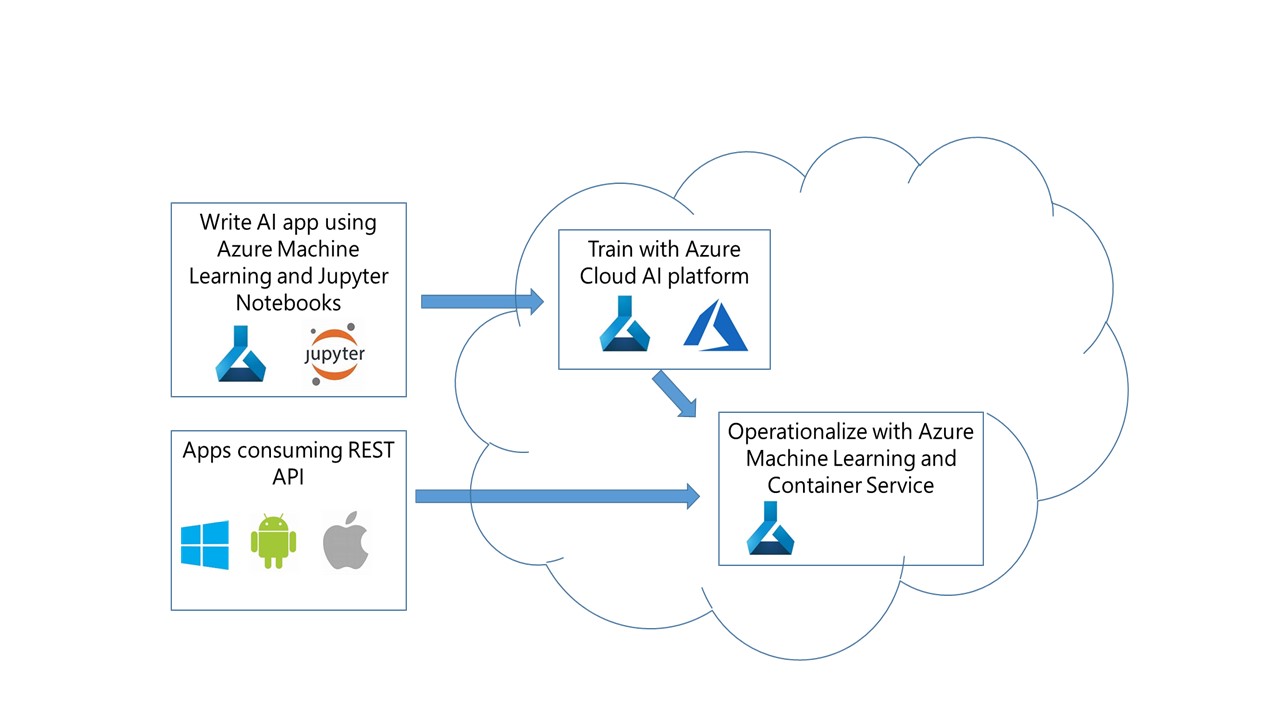 Write AI app using
Azure Machine
Learning and Jupyter
Notebooks
jupyter
Train with Azure
Cloud AI platform
Apps consuming REST
API
Operationalize with Azure
Machine Learning and
Container Service